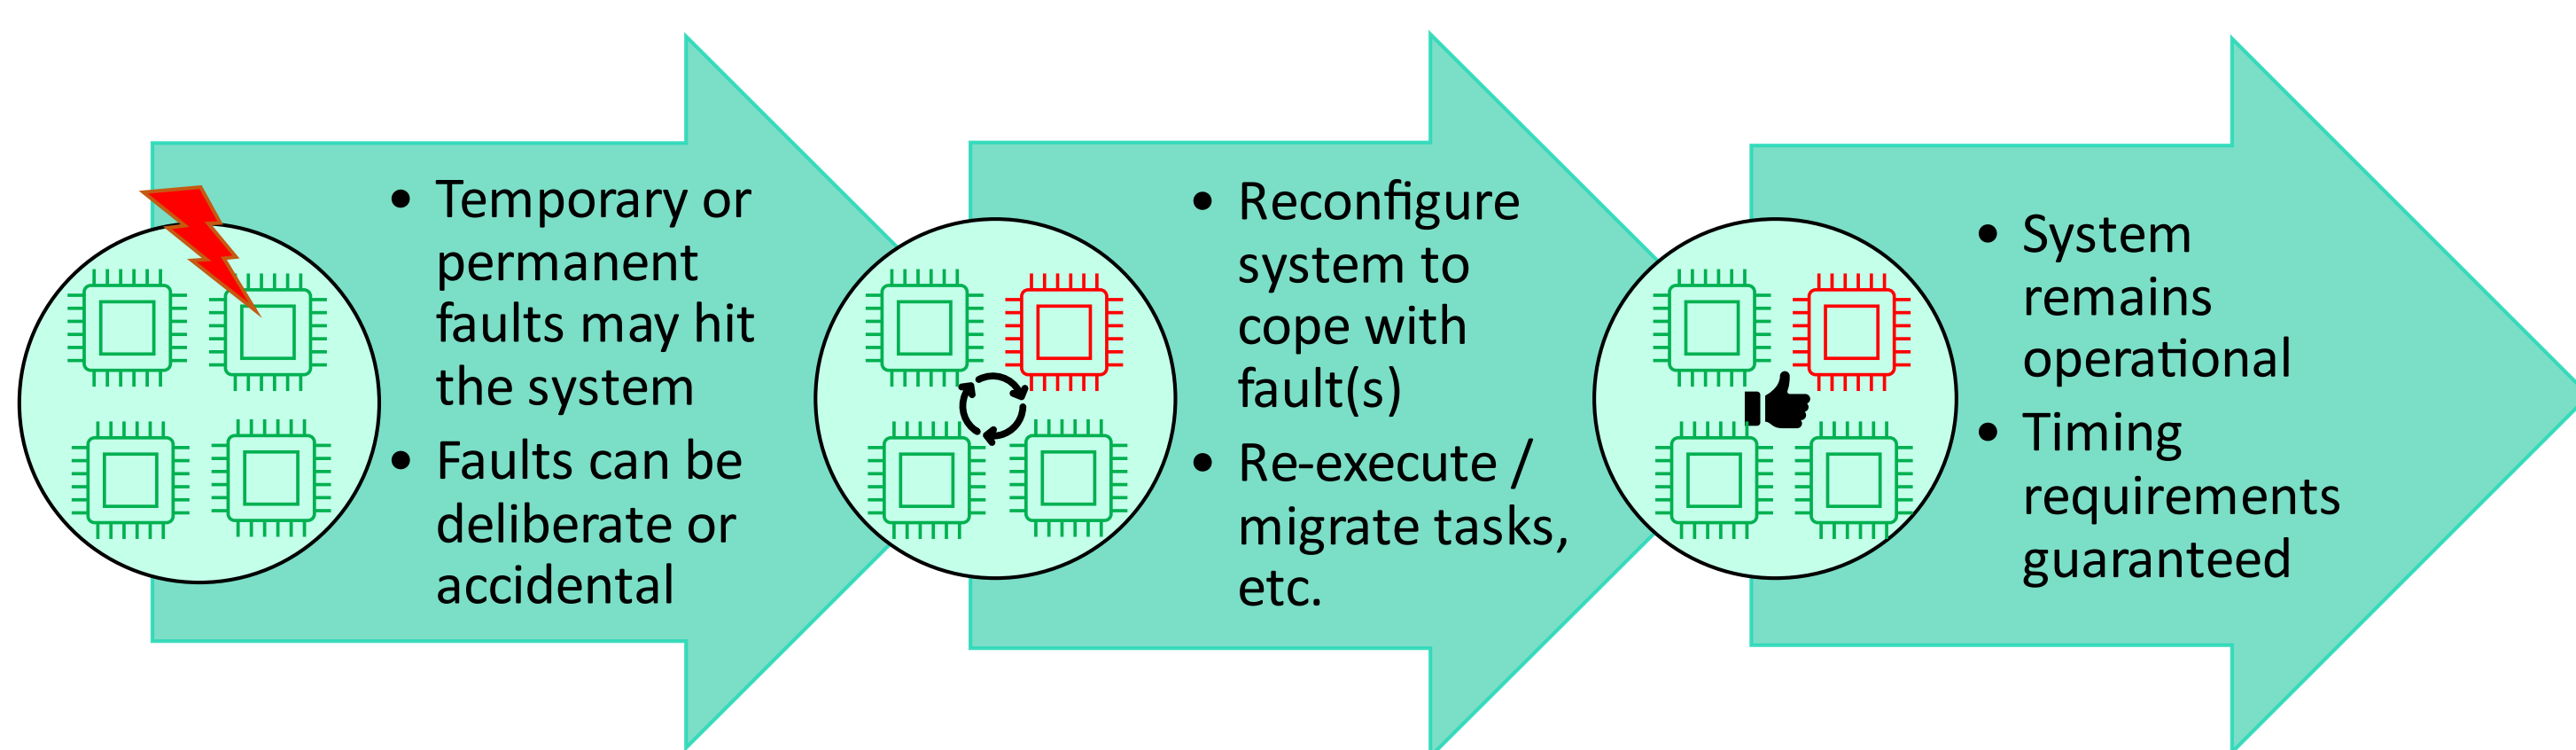 • Temporary or
permanent
faults may hit
the system
• Faults can be
deliberate or
accidental
• Reconfigure
system to
cope with
fault(s)
• Re-execute /
migrate tasks,
etc.
• System
remains
operational
• Timing
requirements
guaranteed